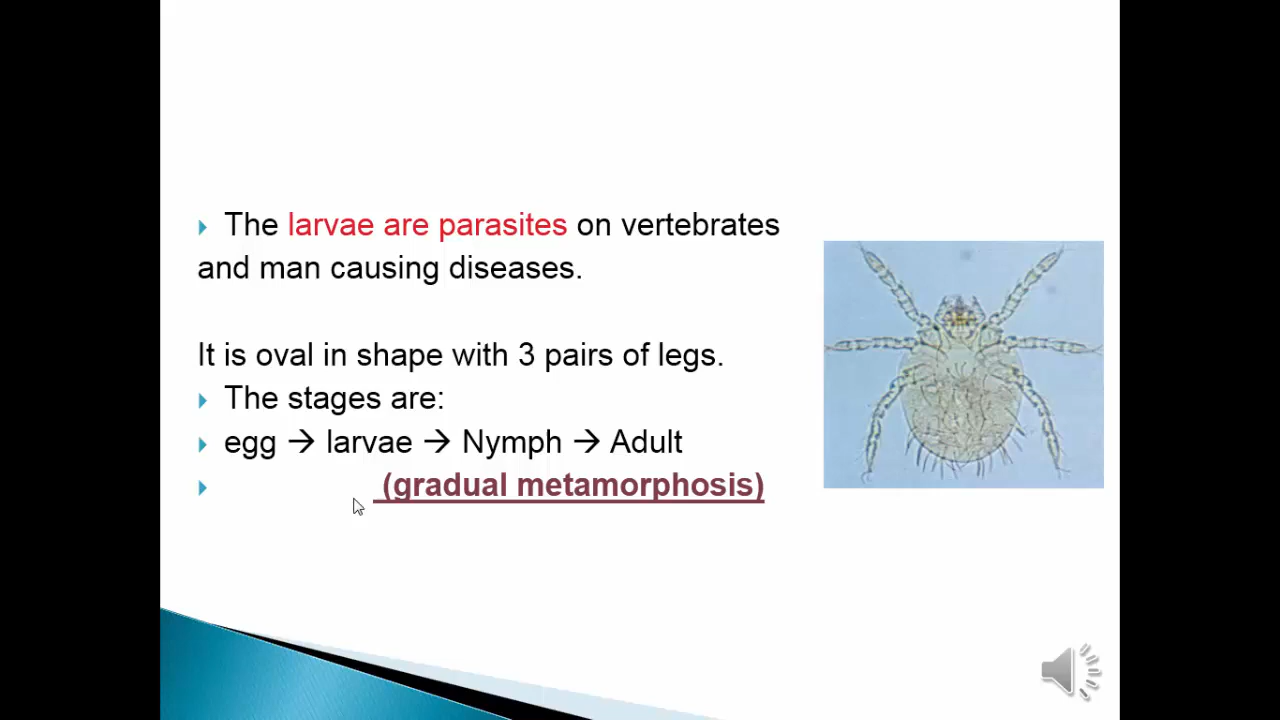 The larvae are parasites on vertebrates
and man causing diseases.
It is oval in shape with 3 pairs of legs.
The stages are:
egg → larvae → Nymph → Adult
(gradual metamorphosis)